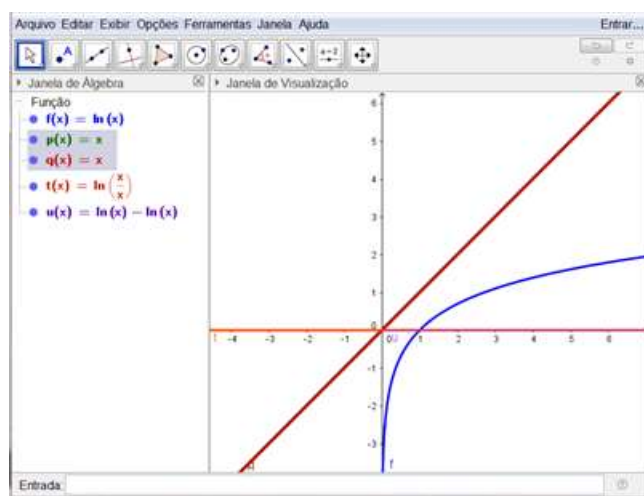 Arquivo Editar Exibir Opções Ferramentas Janela Ajuda Entrar...
A
a=2
Janela de Álgebra
Janela de Visualização
Função
f(x) = ln (x)
p(x) = x
q(x) = x
t(x) = ln (x/x)
u(x) = ln (x) − ln (x)
6
5
4
3
2
1
0
-1
-2
-3
-4 -3 -2 -1 0 1 2 3 4 5 6
t
u
q
f
Entrada: